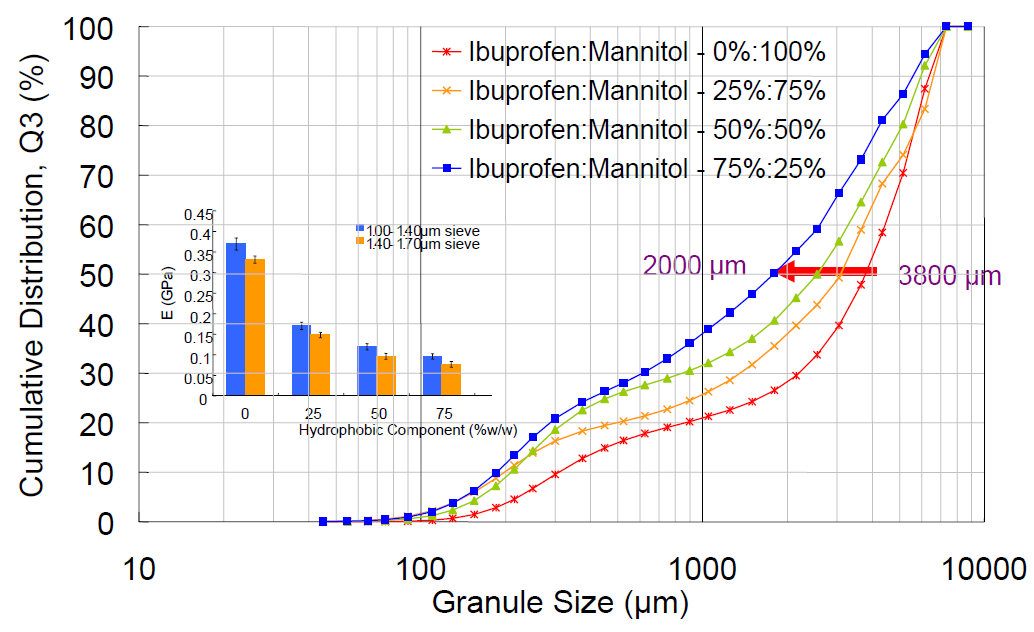 Cumulative Distribution, Q3 (%)
100
90
80
70
60
50
40
30
20
10
0
Ibuprofen:Mannitol - 0%:100%
Ibuprofen:Mannitol - 25%:75%
Ibuprofen:Mannitol - 50%:50%
Ibuprofen:Mannitol - 75%:25%
2000 µm
3800 µm
E (GPa)
0.45
0.4
0.35
0.3
0.25
0.2
0.15
0.1
0.05
0
100-140µm sieve
140-170µm sieve
0 25 50 75
Hydrophobic Component (%w/w)
10 100 1000 10000
Granule Size (µm)